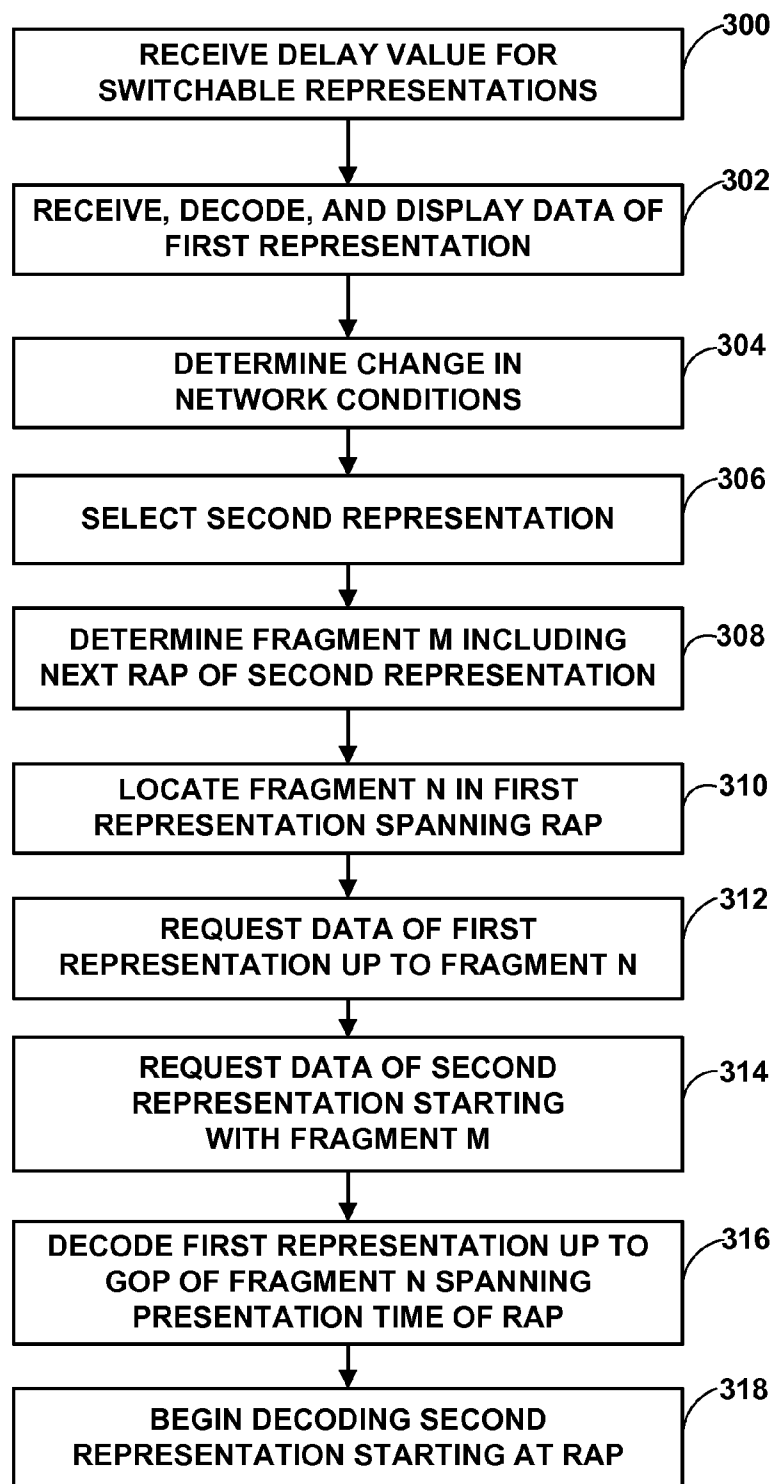 300
RECEIVE DELAY VALUE FOR
SWITCHABLE REPRESENTATIONS
302
RECEIVE, DECODE, AND DISPLAY DATA OF
FIRST REPRESENTATION
304
DETERMINE CHANGE IN
NETWORK CONDITIONS
306
SELECT SECOND REPRESENTATION
308
DETERMINE FRAGMENT M INCLUDING
NEXT RAP OF SECOND REPRESENTATION
310
LOCATE FRAGMENT N IN FIRST
REPRESENTATION SPANNING RAP
312
REQUEST DATA OF FIRST
REPRESENTATION UP TO FRAGMENT N
314
REQUEST DATA OF SECOND
REPRESENTATION STARTING
WITH FRAGMENT M
316
DECODE FIRST REPRESENTATION UP TO
GOP OF FRAGMENT N SPANNING
PRESENTATION TIME OF RAP
318
BEGIN DECODING SECOND
REPRESENTATION STARTING AT RAP